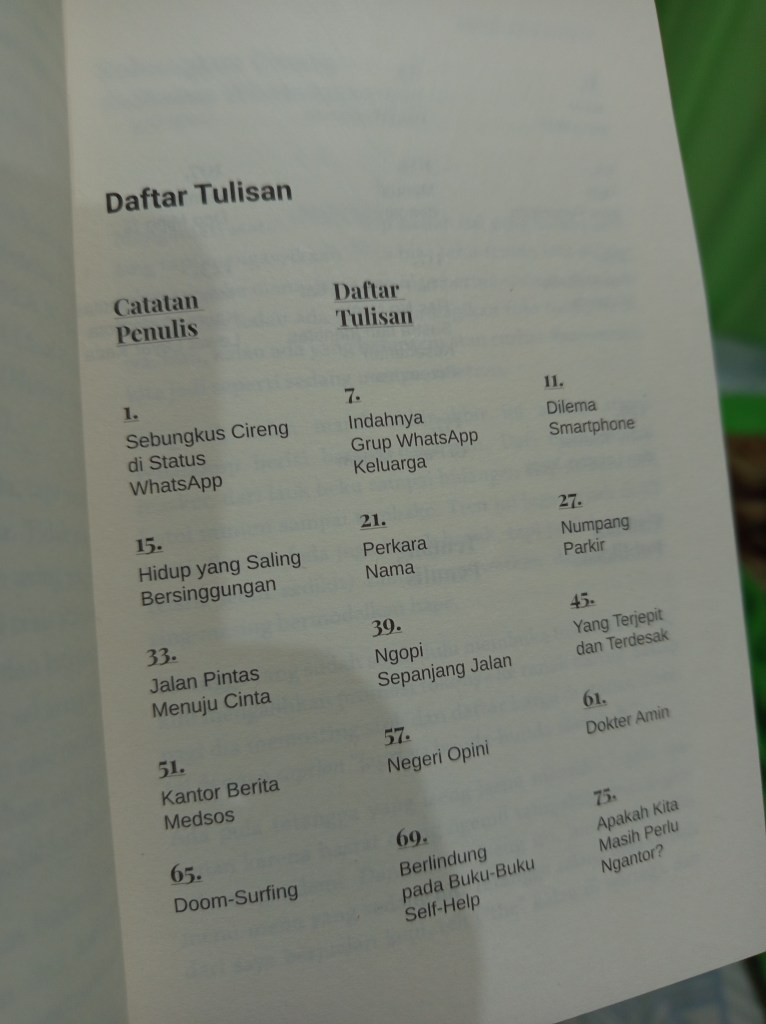 Daftar Tulisan
Catatan
Penulis
Daftar
Tulisan
1.
Sebungkus Cireng
di Status
WhatsApp
7.
Indahnya
Grup WhatsApp
Keluarga
11.
Dilema
Smartphone
15.
Hidup yang Saling
Bersinggungan
21.
Perkara
Nama
27.
Numpang
Parkir
33.
Jalan Pintas
Menuju Cinta
39.
Ngopi
Sepanjang Jalan
45.
Yang Terjepit
dan Terdesak
51.
Kantor Berita
Medsos
57.
Negeri Opini
61.
Dokter Amin
65.
Doom-Surfing
69.
Berlindung
pada Buku-Buku
Self-Help
75.
Apakah Kita
Masih Perlu
Ngantor?